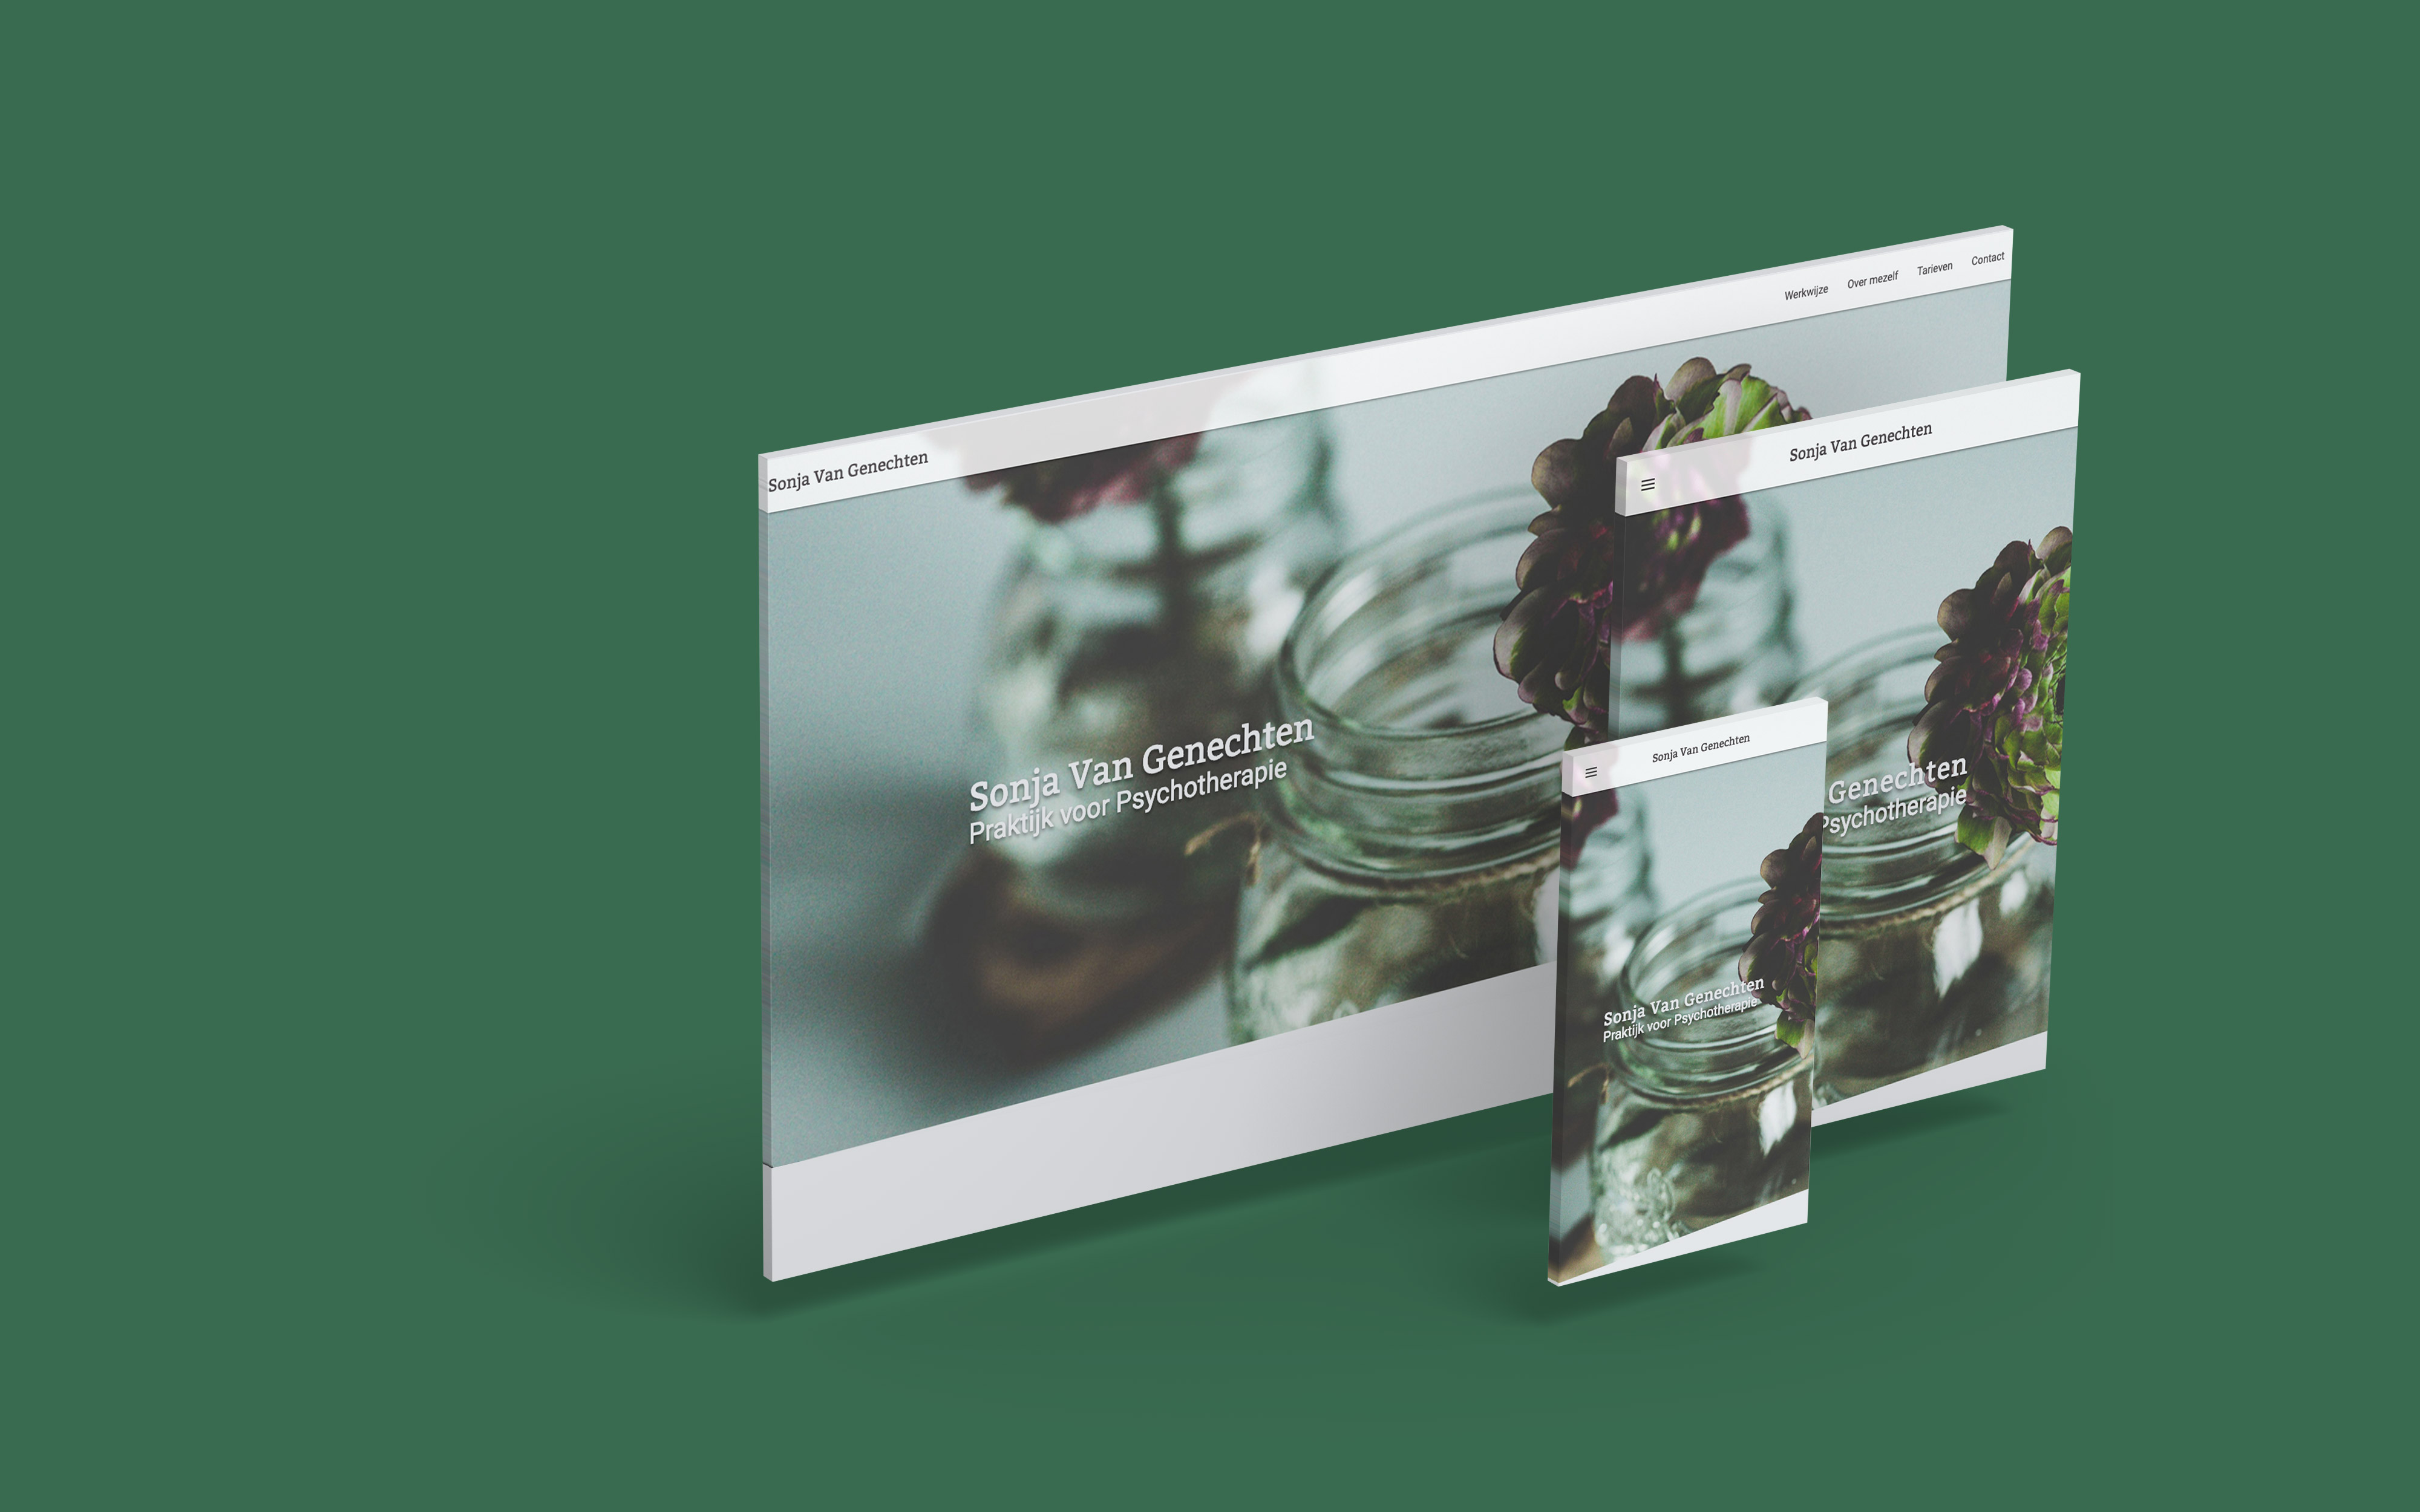 Werkwijze Over mezelf Tarieven Contact
Sonja Van Genechten
Sonja Van Genechten
Praktijk voor Psychotherapie
Sonja Van Genechten
Genechten
Psychotherapie
Sonja Van Genechten
Sonja Van Genechten
Praktijk voor Psychotherapie